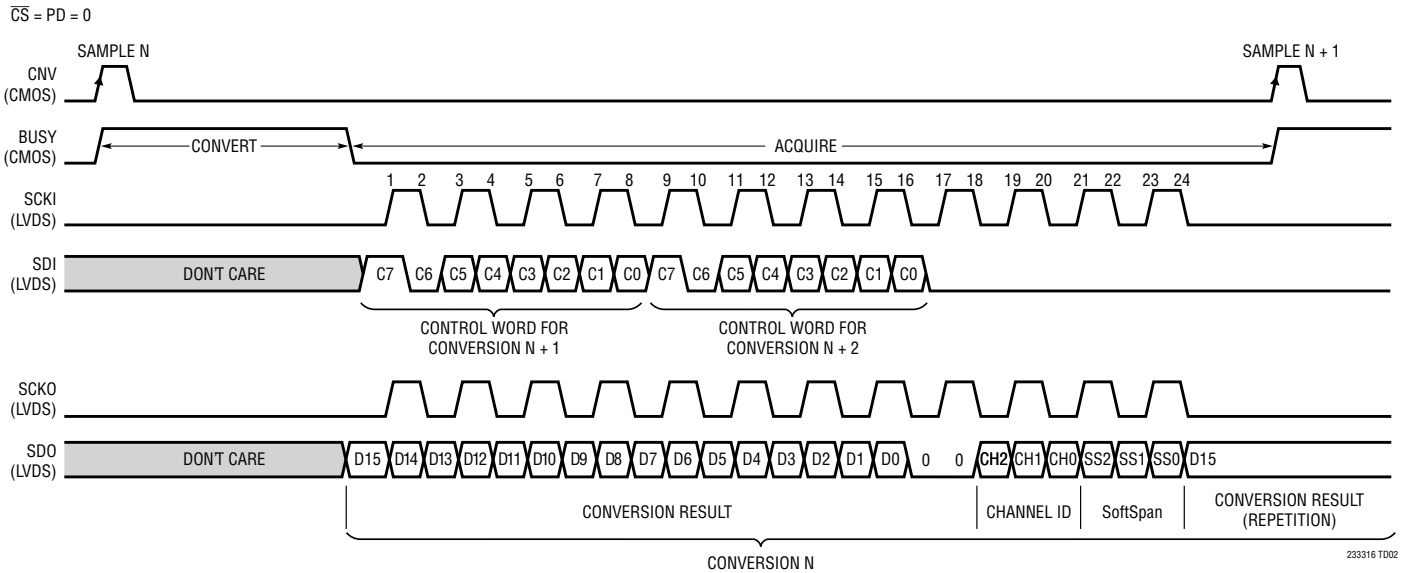 CS = PD = 0
SAMPLE N
SAMPLE N + 1
CNV
(CMOS)
BUSY
(CMOS)
CONVERT
ACQUIRE
1 2 3 4 5 6 7 8 9 10 11 12 13 14 15 16 17 18 19 20 21 22 23 24
SCKI
(LVDS)
SDI
(LVDS)
DON'T CARE
C7 C6 C5 C4 C3 C2 C1 C0 C7 C6 C5 C4 C3 C2 C1 C0
CONTROL WORD FOR
CONVERSION N + 1
CONTROL WORD FOR
CONVERSION N + 2
SCKO
(LVDS)
SDO
(LVDS)
DON'T CARE
D15 D14 D13 D12 D11 D10 D9 D8 D7 D6 D5 D4 D3 D2 D1 D0 0 0 CH2 CH1 CH0 SS2 SS1 SS0 D15
CONVERSION RESULT
CHANNEL ID
SoftSpan
CONVERSION RESULT
(REPETITION)
CONVERSION N
233316 TD02